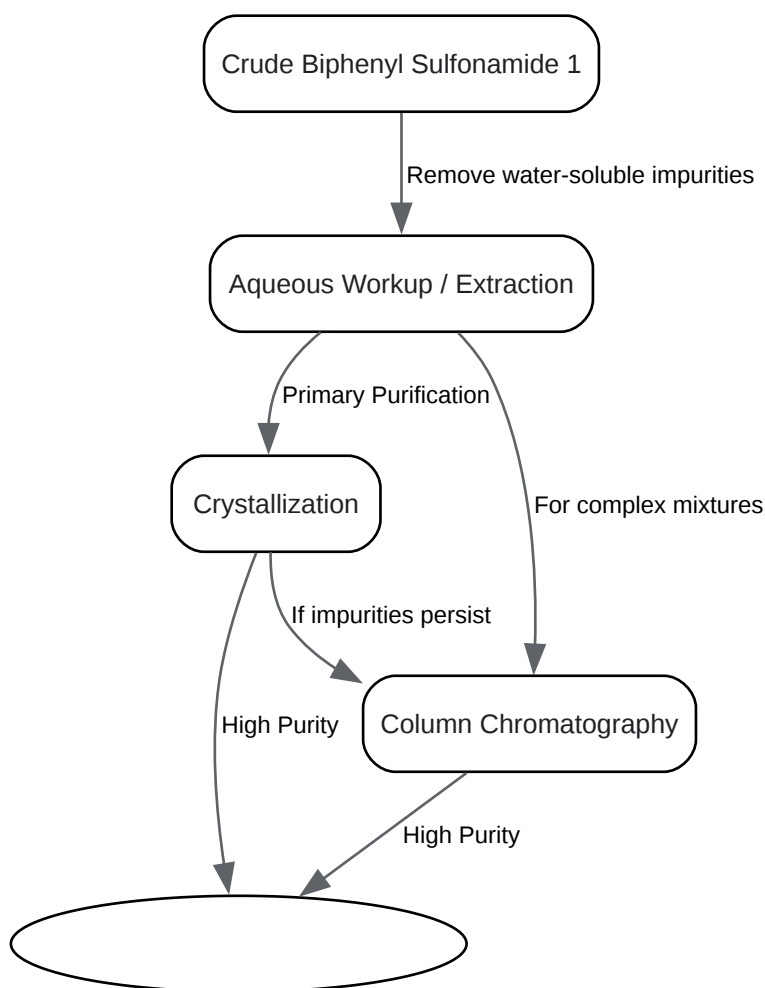 Crude Biphenyl Sulfonamide 1
Remove water-soluble impurities
Aqueous Workup / Extraction
Primary Purification
Crystallization
For complex mixtures
If impurities persist
Column Chromatography
High Purity
High Purity